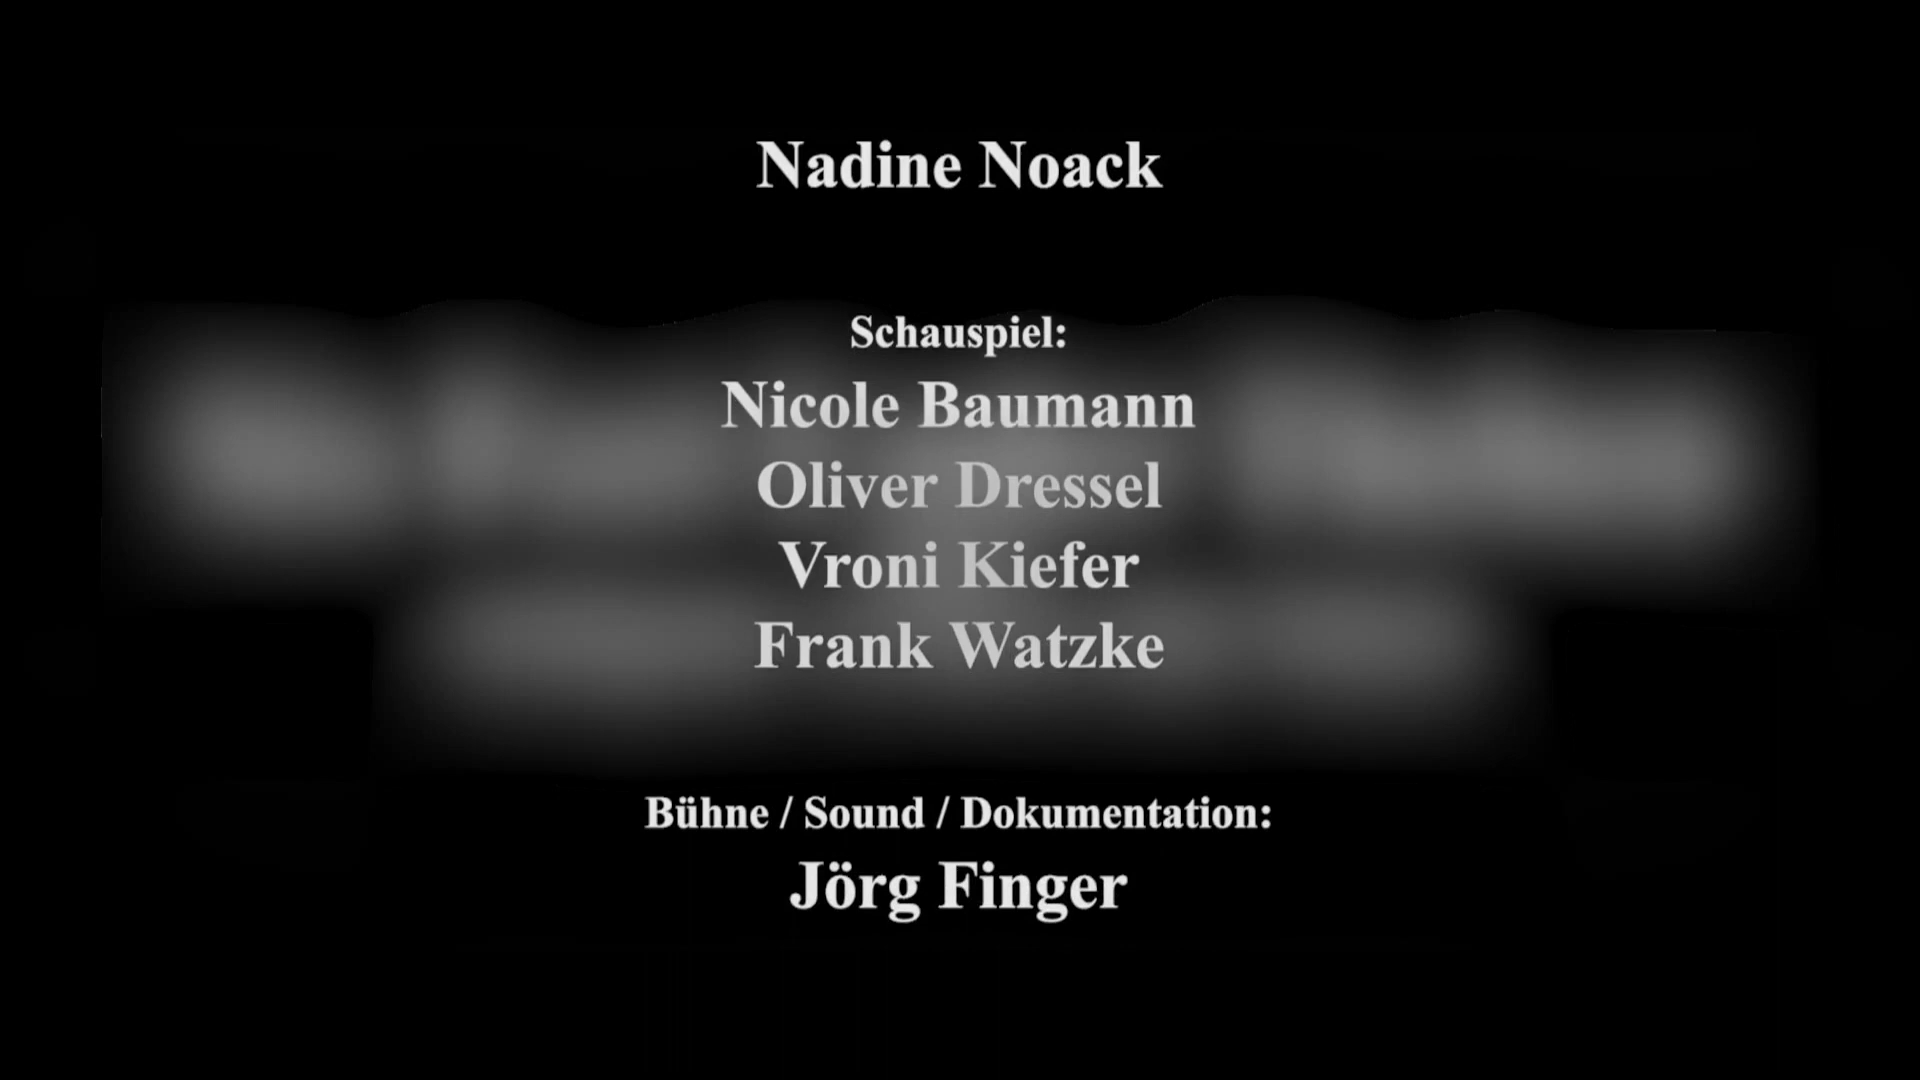 Nadine Noack
Schauspiel:
Nicole Baumann
Oliver Dressel
Vroni Kiefer
Frank Watzke
Bühne / Sound / Dokumentation:
Jörg Finger